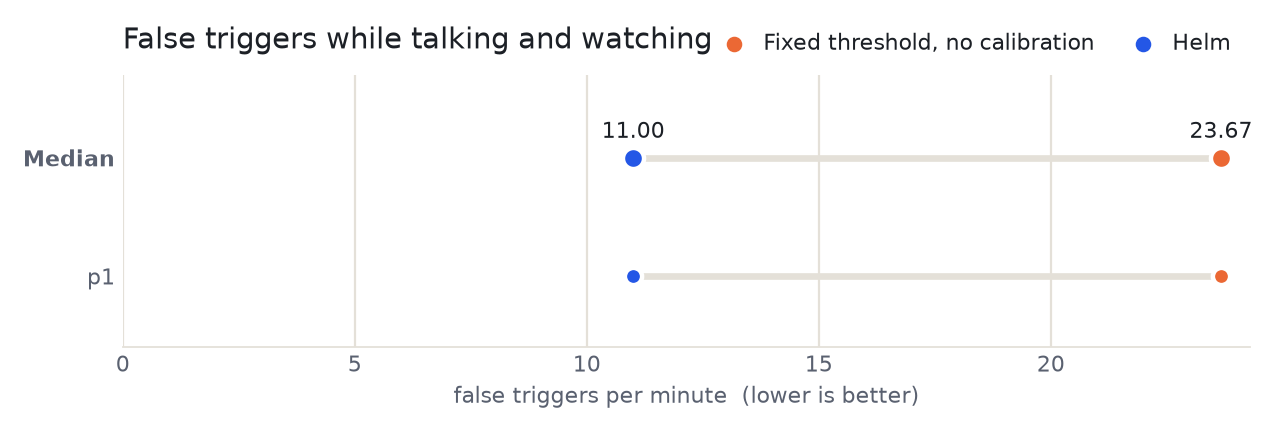 False triggers while talking and watching
Fixed threshold, no calibration
Helm
11.00
23.67
Median
p1
0 5 10 15 20
false triggers per minute (lower is better)